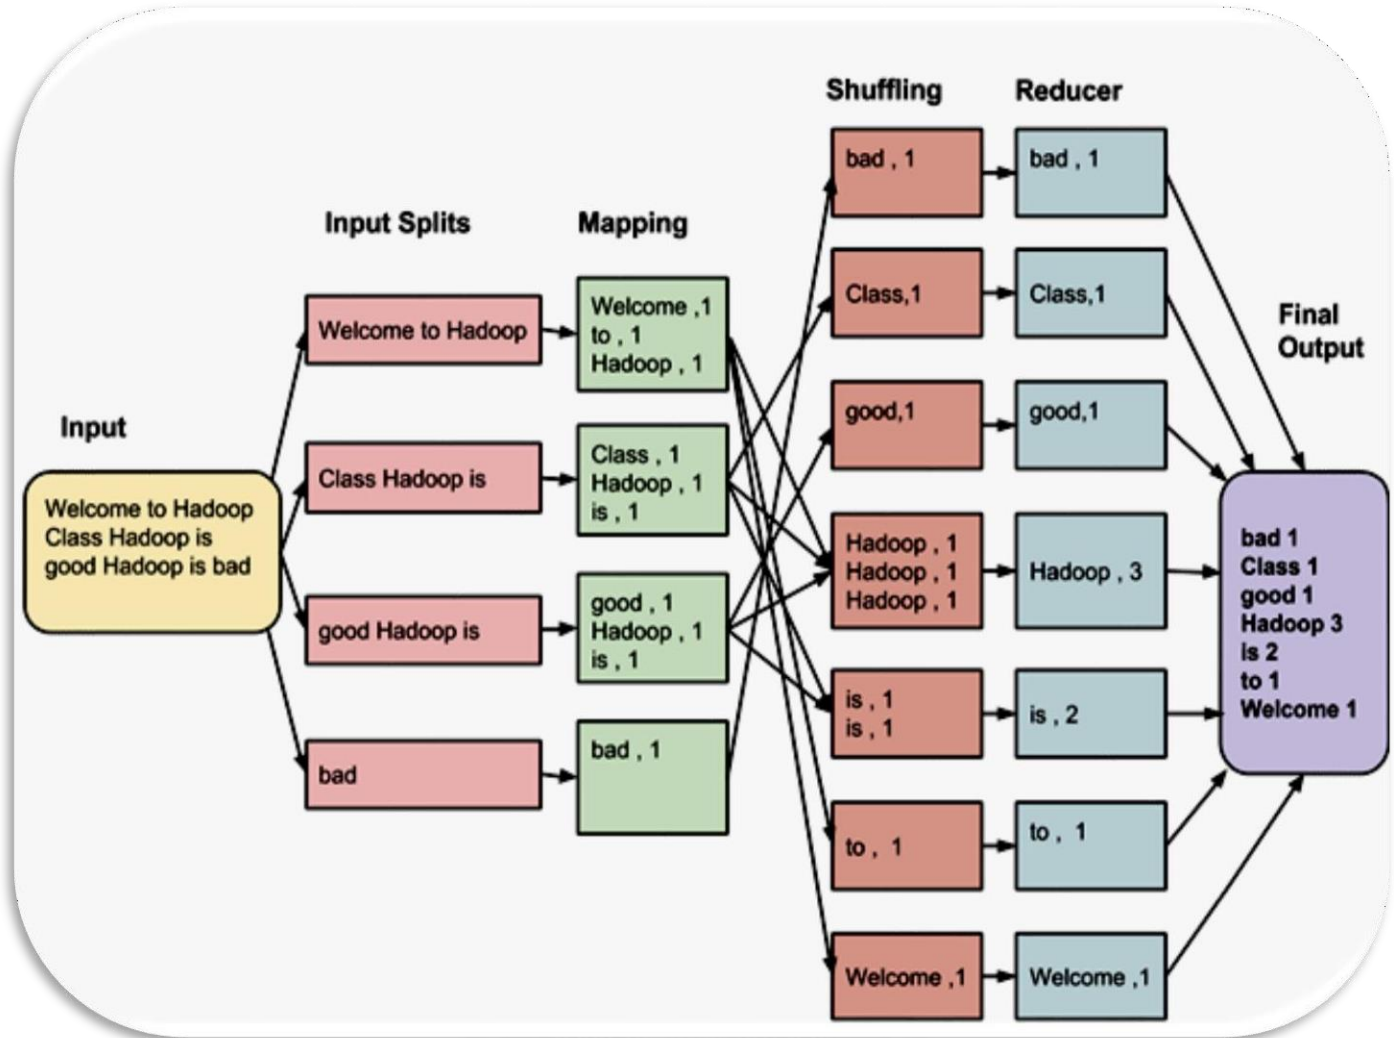 Input
Welcome to Hadoop
Class Hadoop is
good Hadoop is bad
Input Splits
Welcome to Hadoop
Class Hadoop is
good Hadoop is
bad
Mapping
Welcome ,1
to , 1
Hadoop , 1
Class , 1
Hadoop , 1
is , 1
good , 1
Hadoop , 1
is , 1
bad , 1
Shuffling
bad , 1
Class,1
good,1
Hadoop , 1
Hadoop , 1
Hadoop , 1
is , 1
is , 1
to , 1
Welcome ,1
Reducer
bad , 1
Class,1
good,1
Hadoop , 3
is , 2
to , 1
Welcome ,1
Final
Output
bad 1
Class 1
good 1
Hadoop 3
is 2
to 1
Welcome 1